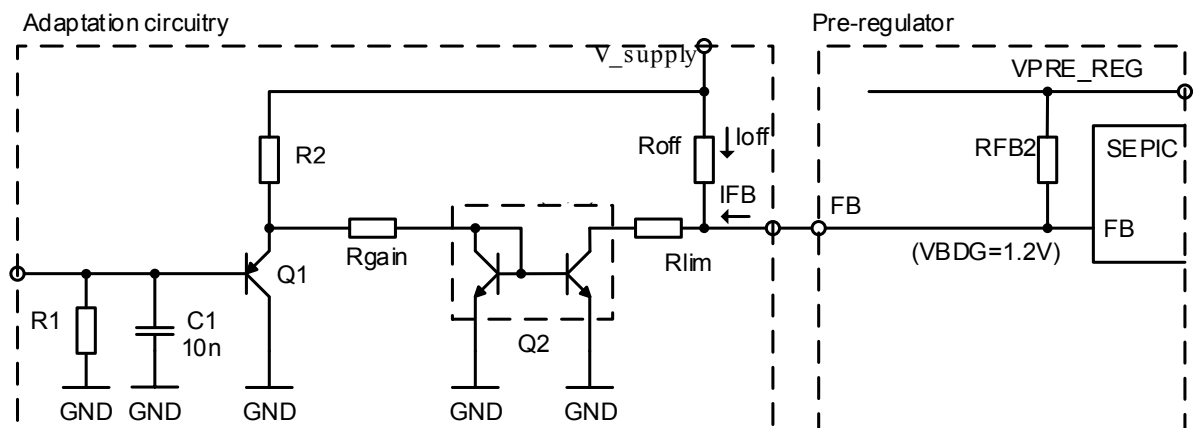 Adaptation circuitry
Pre-regulator
V_supply
VPRE_REG
R2
Roff
Ioff
RFB2
SEPIC
IFB
FB
FB
Rgain
Rlim
(VBDG=1.2V)
Q1
R1
C1
10n
Q2
GND
GND
GND
GND
GND